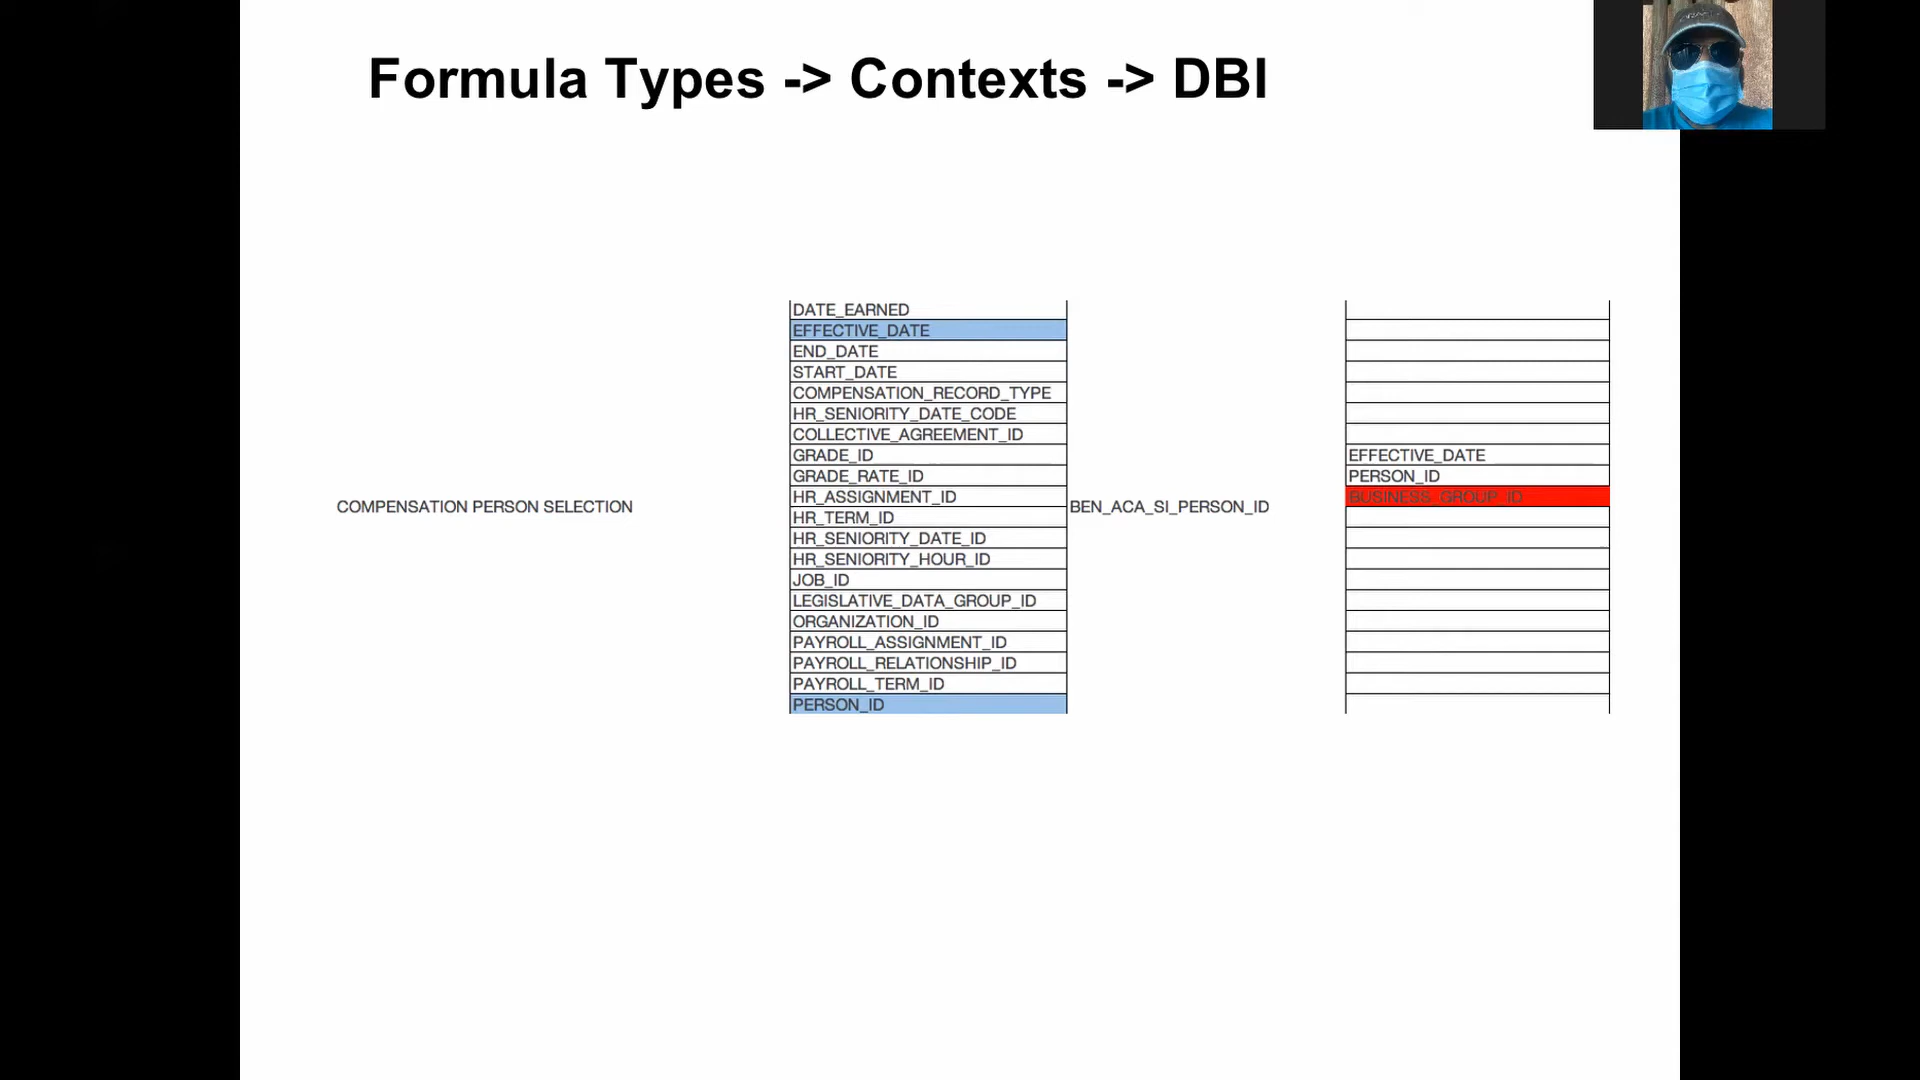 Formula Types -> Contexts -> DBI
DATE_EARNED
EFFECTIVE_DATE
END_DATE
START_DATE
COMPENSATION_RECORD_TYPE
HR_SENIORITY_DATE_CODE
COLLECTIVE_AGREEMENT_ID
GRADE_ID
GRADE_RATE_ID
HR_ASSIGNMENT_ID
HR_TERM_ID
HR_SENIORITY_DATE_ID
HR_SENIORITY_HOUR_ID
JOB_ID
LEGISLATIVE_DATA_GROUP_ID
ORGANIZATION_ID
PAYROLL_ASSIGNMENT_ID
PAYROLL_RELATIONSHIP_ID
PAYROLL_TERM_ID
PERSON_ID
COMPENSATION PERSON SELECTION
BEN_ACA_SI_PERSON_ID
EFFECTIVE_DATE
PERSON_ID
BUSINESS_GROUP_ID